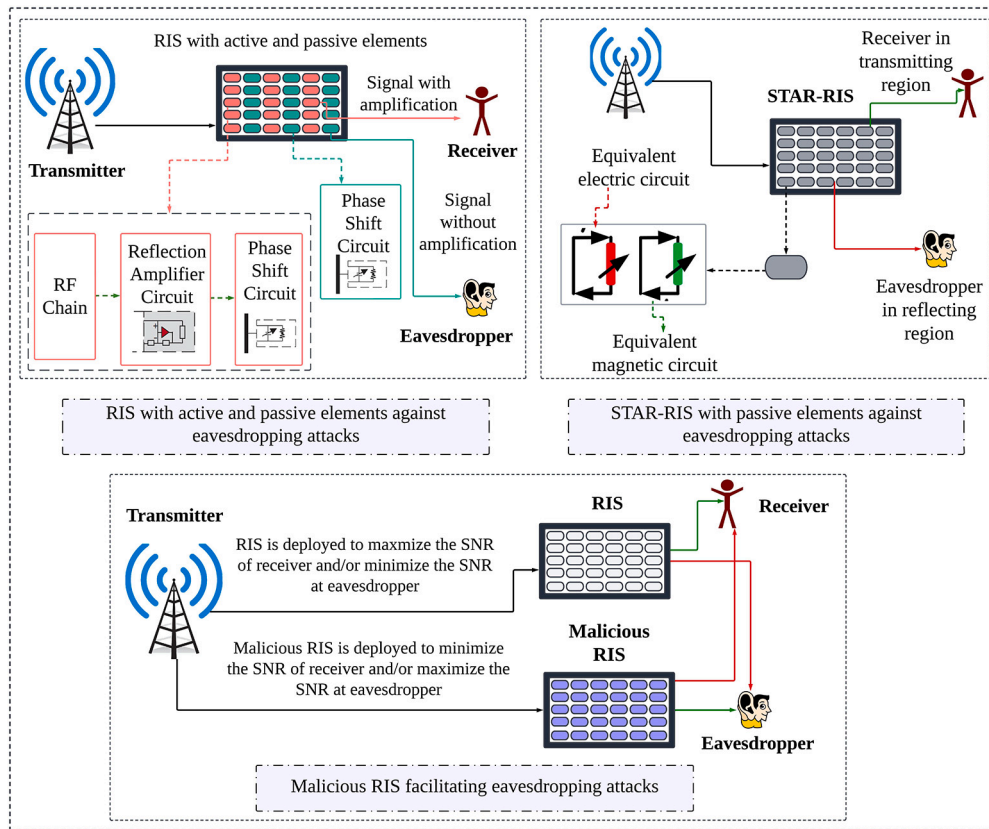 RIS with active and passive elements
Signal with
amplification
Transmitter
Receiver
Phase
Shift
Circuit
Signal
without
amplification
RF
Chain
Reflection
Amplifier
Circuit
Phase
Shift
Circuit
Eavesdropper
RIS with active and passive elements against
eavesdropping attacks
Receiver in
transmitting
region
STAR-RIS
Equivalent
electric circuit
Eavesdropper
in reflecting
region
Equivalent
magnetic circuit
STAR-RIS with passive elements against
eavesdropping attacks
Transmitter
RIS
Receiver
RIS is deployed to maxmize the SNR
of receiver and/or minimize the SNR
at eavesdropper
Malicious
RIS
Malicious RIS is deployed to minimize
the SNR of receiver and/or maximize the
SNR at eavesdropper
Eavesdropper
Malicious RIS facilitating eavesdropping attacks